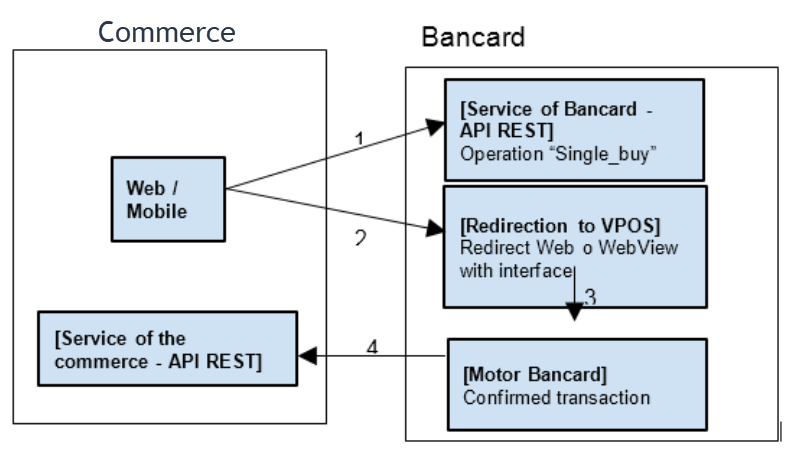 Commerce
Bancard
[Service of Bancard -
API REST]
Operation “Single_buy”
1
Web /
Mobile
2
[Redirection to VPOS]
Redirect Web o WebView
with interface
3
[Service of the
commerce - API REST]
4
[Motor Bancard]
Confirmed transaction